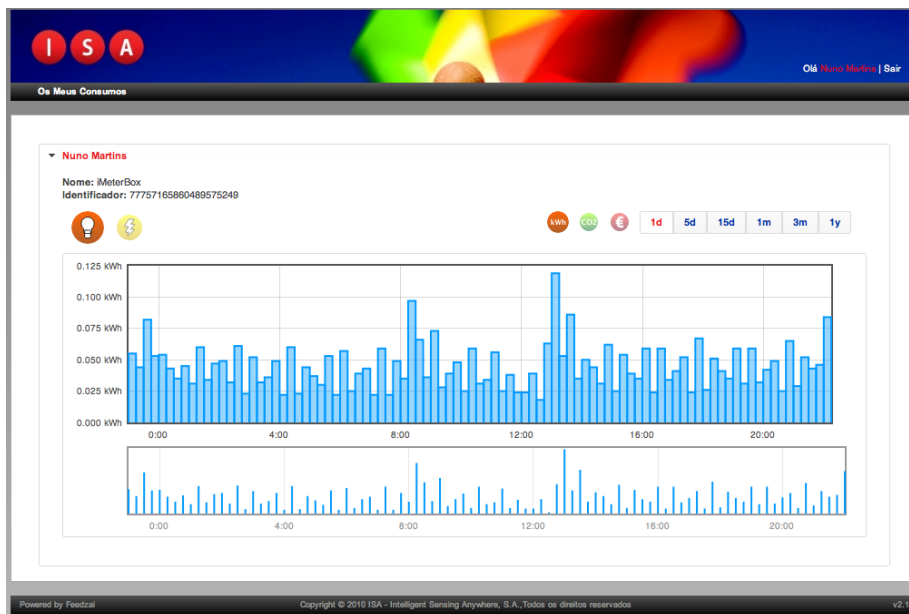 I S A
Olá Nuno Martins | Sair
Os Meus Consumos
Nuno Martins
Nome: iMeterBox
Identificador: 77757165860489575249
kWh CO2 € 1d 5d 15d 1m 3m 1y
0.125 kWh
0.100 kWh
0.075 kWh
0.050 kWh
0.025 kWh
0.000 kWh
0:00 4:00 8:00 12:00 16:00 20:00
0:00 4:00 8:00 12:00 16:00 20:00
Powered by Feedzai Copyright © 2010 ISA - Intelligent Sensing Anywhere, S.A.,Todos os direitos reservados v2.1